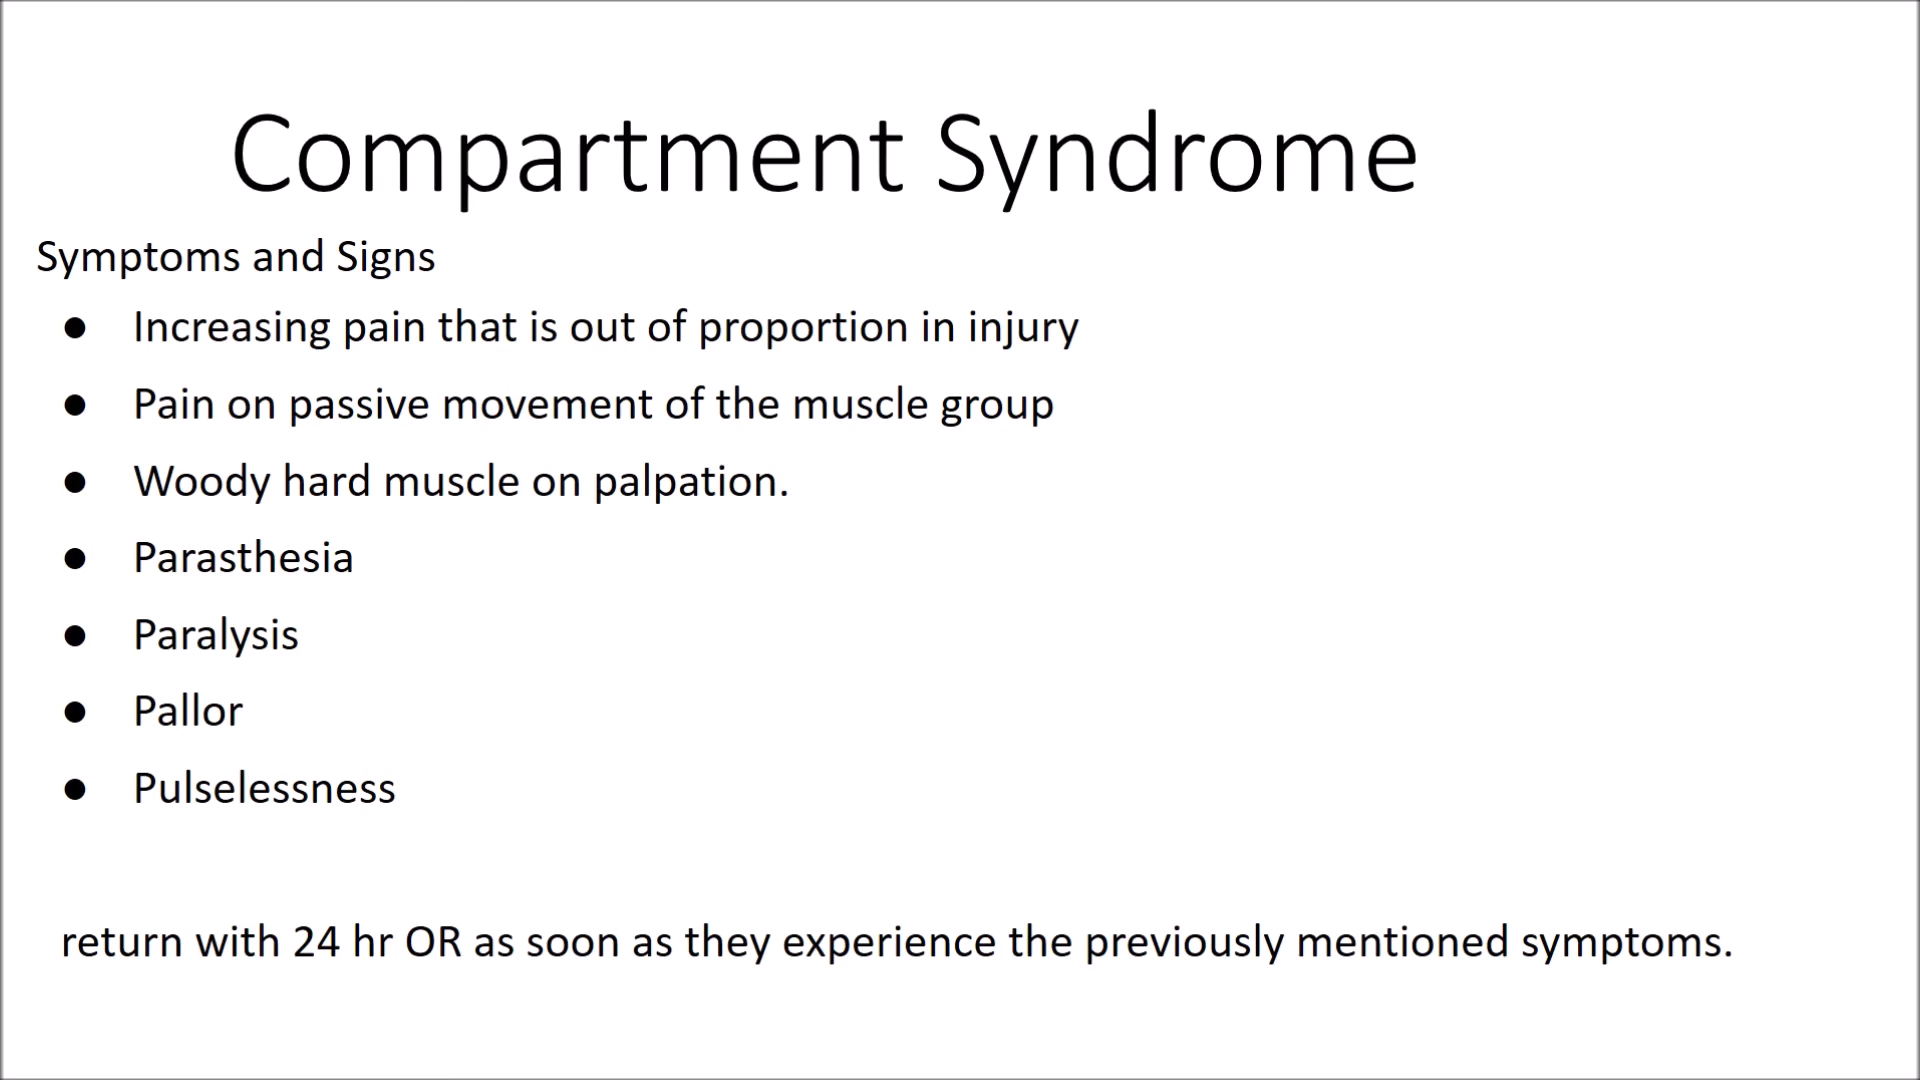 Compartment Syndrome
Symptoms and Signs
● Increasing pain that is out of proportion in injury
● Pain on passive movement of the muscle group
● Woody hard muscle on palpation.
● Parasthesia
● Paralysis
● Pallor
● Pulselessness
return with 24 hr OR as soon as they experience the previously mentioned symptoms.